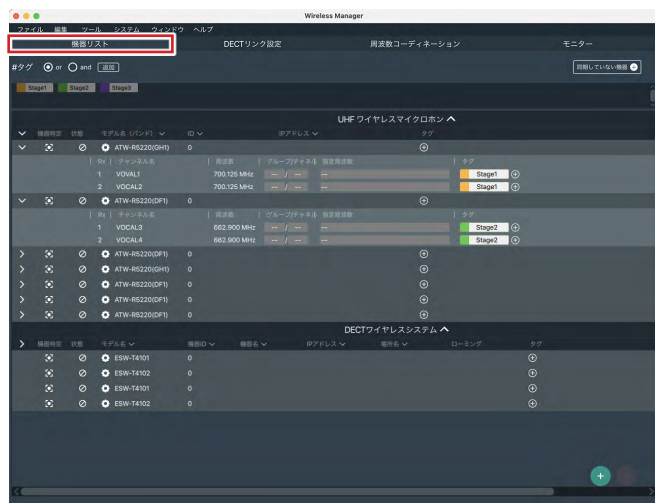 Wireless Manager
ファイル 編集 ツール システム ウィンドウ ヘルプ
機器リスト DECTリンク設定 周波数コーディネーション モニター
#タグ or and 追加 同期していない機器
Stage1 Stage2 Stage3
UHF ワイヤレスマイクロホン
機器特定 状態 モデル名 (バンド) ID IPアドレス タグ
ATW-R5220(GH1) 0
Rx チャンネル名 周波数 グループ/チャネル 指定周波数 タグ
1 VOVAL1 700.125 MHz -- / -- -- Stage1
2 VOCAL2 700.125 MHz -- / -- -- Stage1
ATW-R5220(DF1) 0
Rx チャンネル名 周波数 グループ/チャネル 指定周波数 タグ
1 VOCAL3 662.900 MHz -- / -- -- Stage2
2 VOCAL4 662.900 MHz -- / -- -- Stage2
ATW-R5220(DF1) 0
ATW-R5220(GH1) 0
ATW-R5220(DF1) 0
ATW-R5220(DF1) 0
ATW-R5220(DF1) 0
DECTワイヤレスシステム
機器特定 状態 モデル名 機器ID 機器名 IPアドレス 場所名 ローミング タグ
ESW-T4101 0
ESW-T4102 0
ESW-T4101 0
ESW-T4102 0